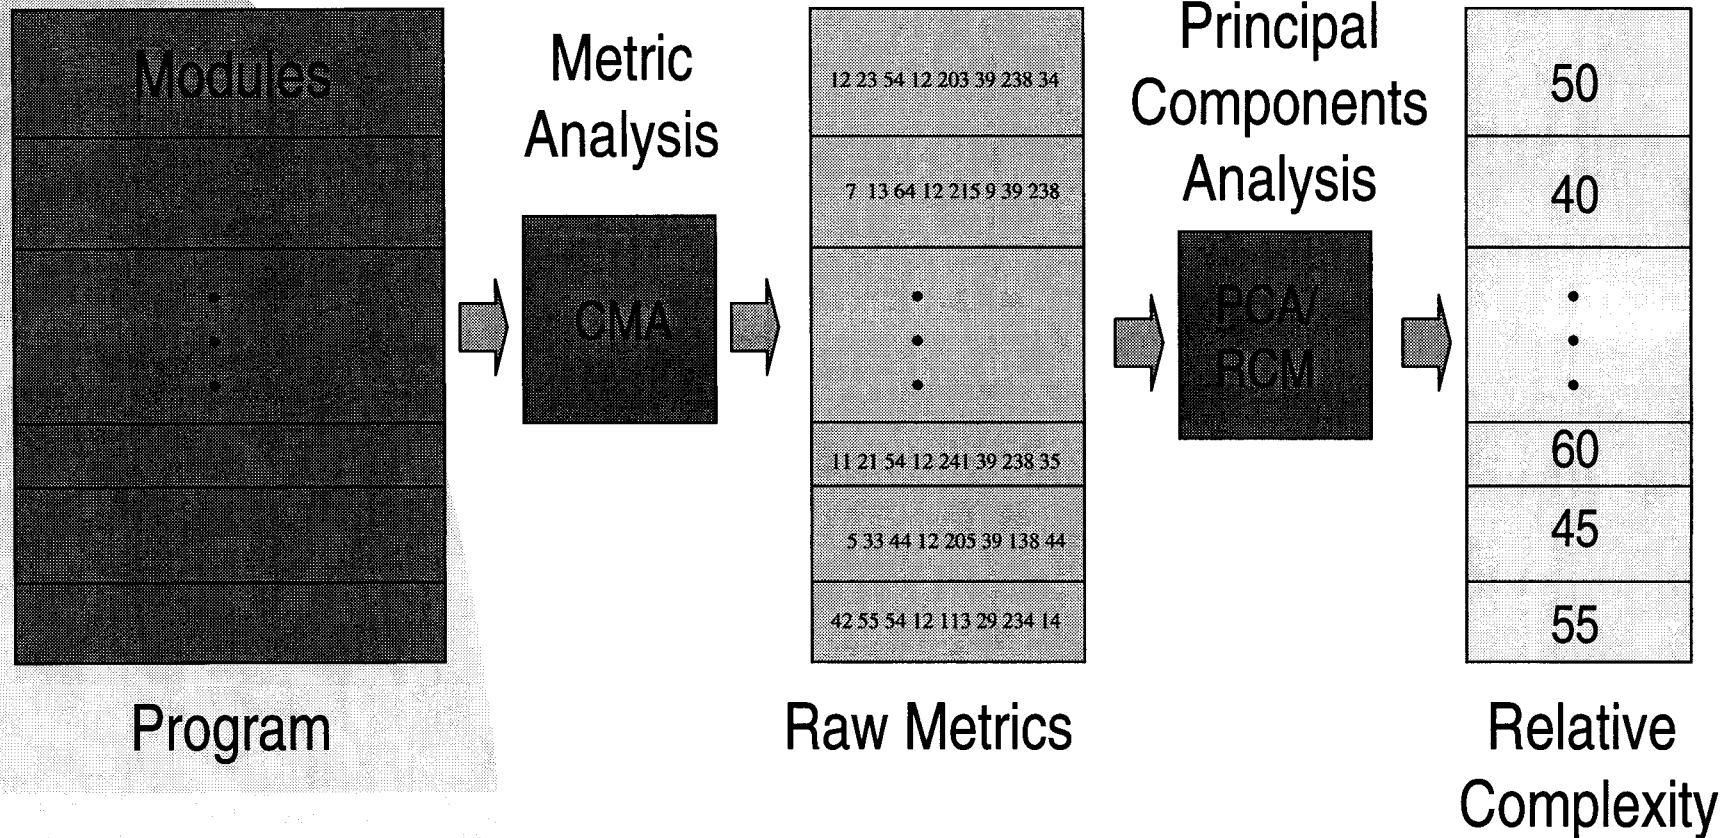 Modules
Program
Metric
Analysis
CMA
12 23 54 12 203 39 238 34
7 13 64 12 215 9 39 238
11 21 54 12 241 39 238 35
5 33 44 12 205 39 138 44
42 55 54 12 113 29 234 14
Raw Metrics
Principal
Components
Analysis
PCA/
RCM
50
40
60
45
55
Relative
Complexity